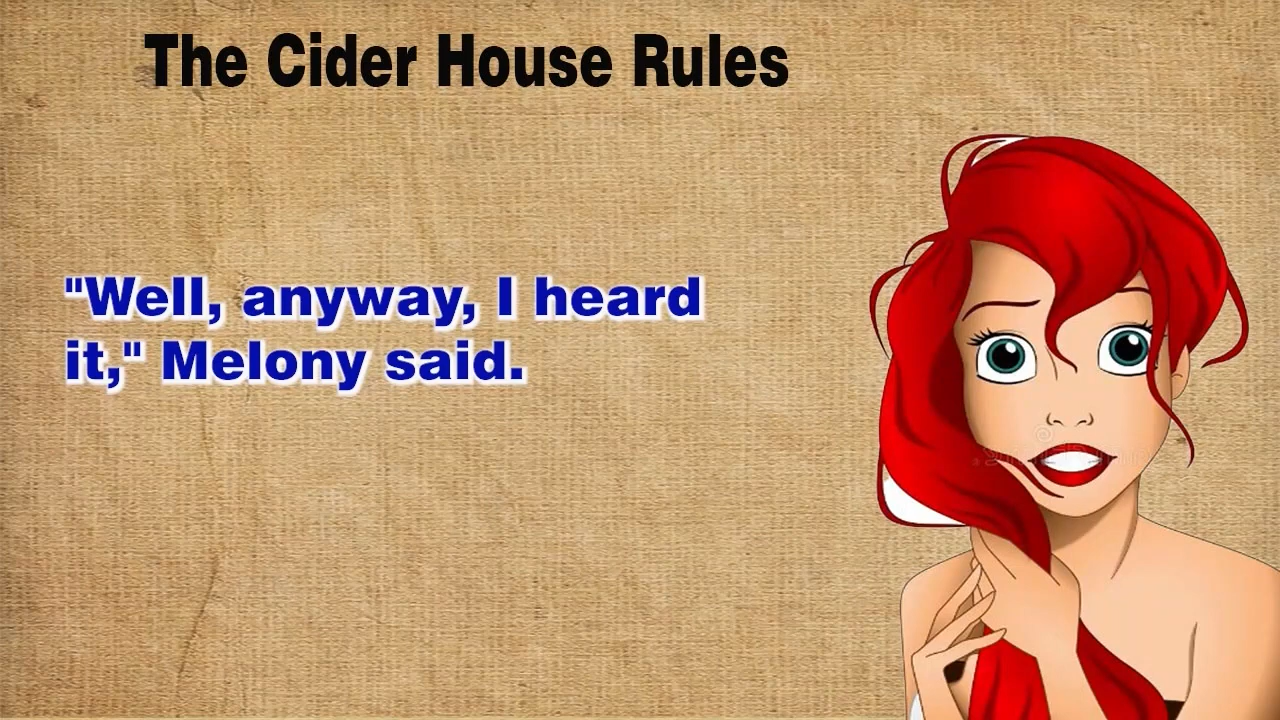 The Cider House Rules
"Well, anyway, I heard
it," Melony said.